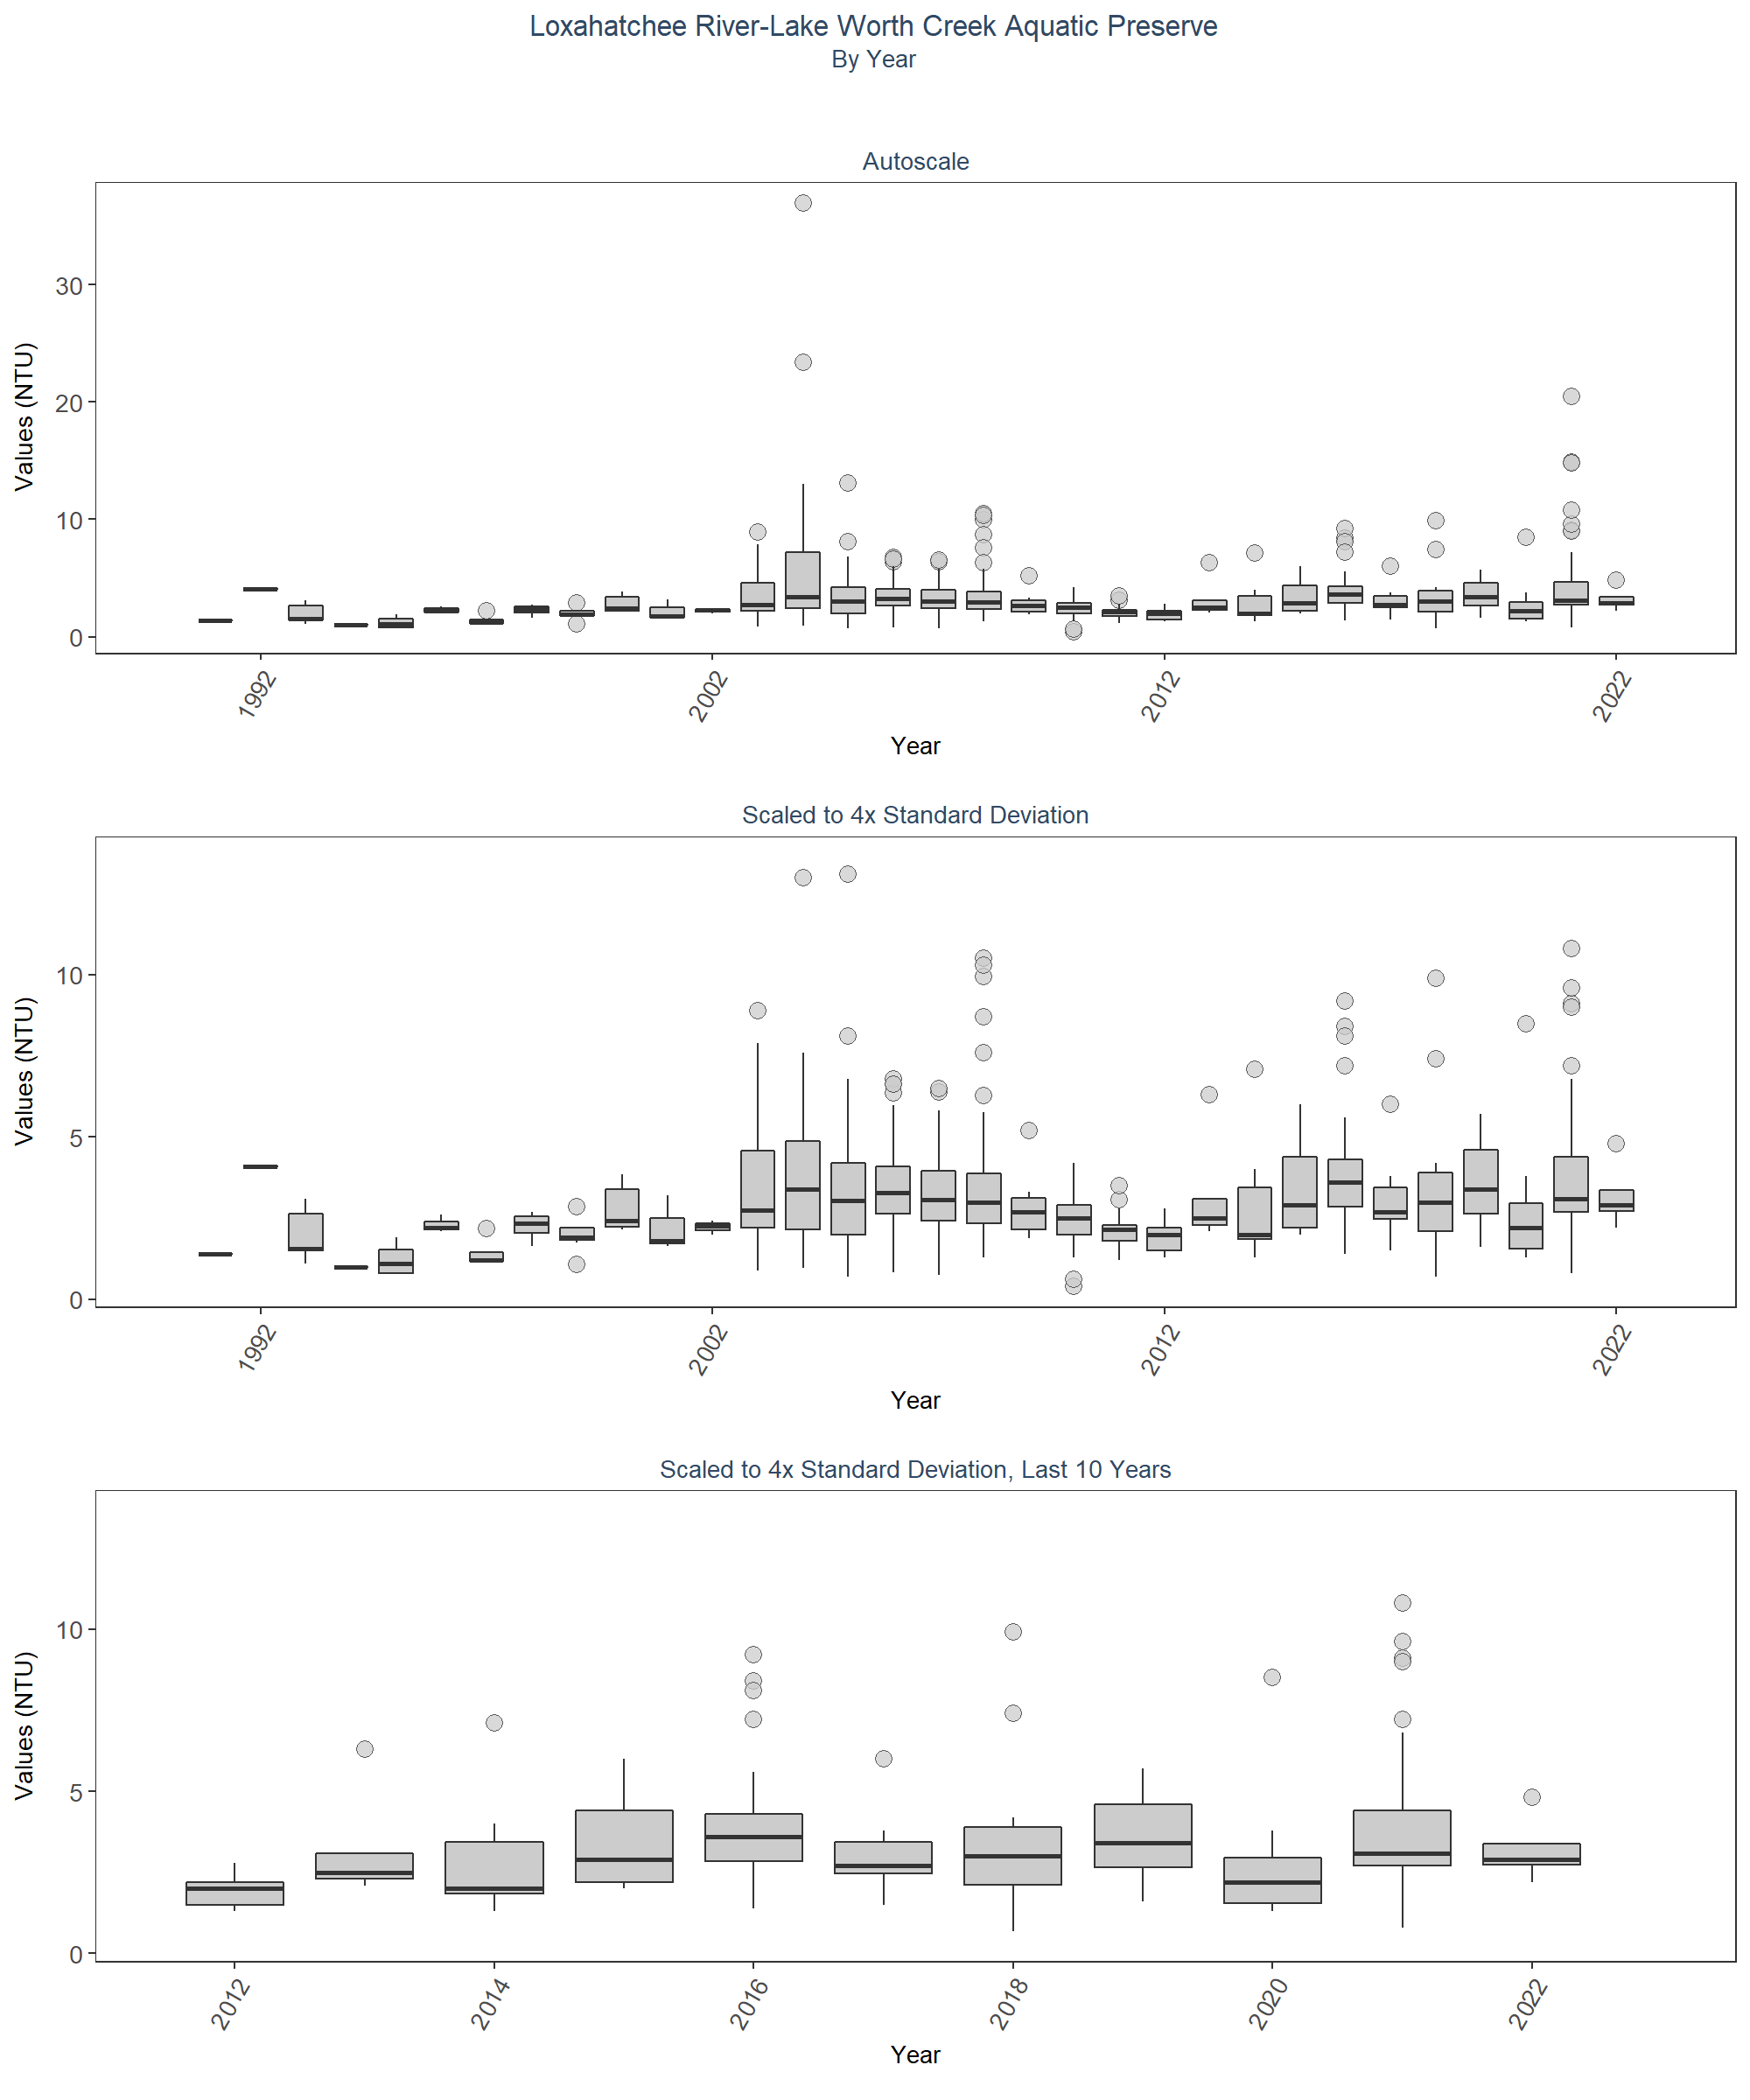 Loxahatchee River-Lake Worth Creek Aquatic Preserve
By Year
Autoscale
Values (NTU)
30
20
10
0
1992
2002
2012
2022
Year
Scaled to 4x Standard Deviation
Values (NTU)
10
5
0
1992
2002
2012
2022
Year
Scaled to 4x Standard Deviation, Last 10 Years
Values (NTU)
10
5
0
2012
2014
2016
2018
2020
2022
Year